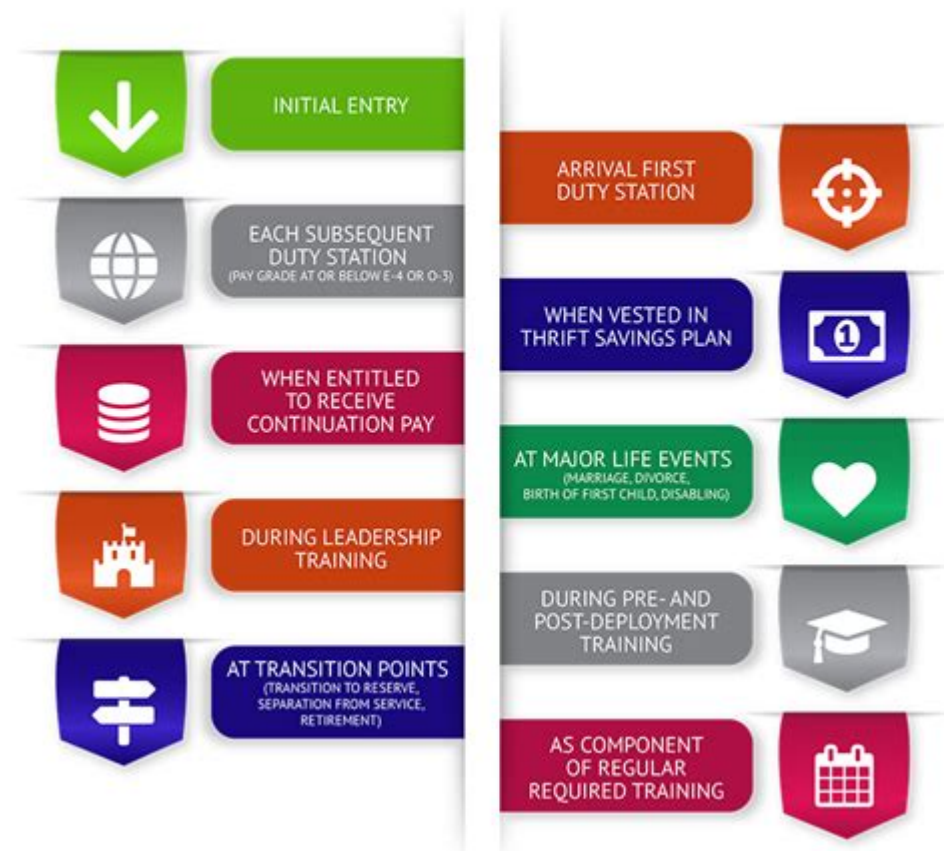 INITIAL ENTRY
ARRIVAL FIRST
DUTY STATION
EACH SUBSEQUENT
DUTY STATION
(PAY GRADE AT OR BELOW E-4 OR O-3)
WHEN VESTED IN
THRIFT SAVINGS PLAN
1
WHEN ENTITLED
TO RECEIVE
CONTINUATION PAY
AT MAJOR LIFE EVENTS
(MARRIAGE, DIVORCE,
BIRTH OF FIRST CHILD, DISABLING)
DURING LEADERSHIP
TRAINING
DURING PRE- AND
POST-DEPLOYMENT
TRAINING
AT TRANSITION POINTS
(TRANSITION TO RESERVE,
SEPARATION FROM SERVICE,
RETIREMENT)
AS COMPONENT
OF REGULAR
REQUIRED TRAINING